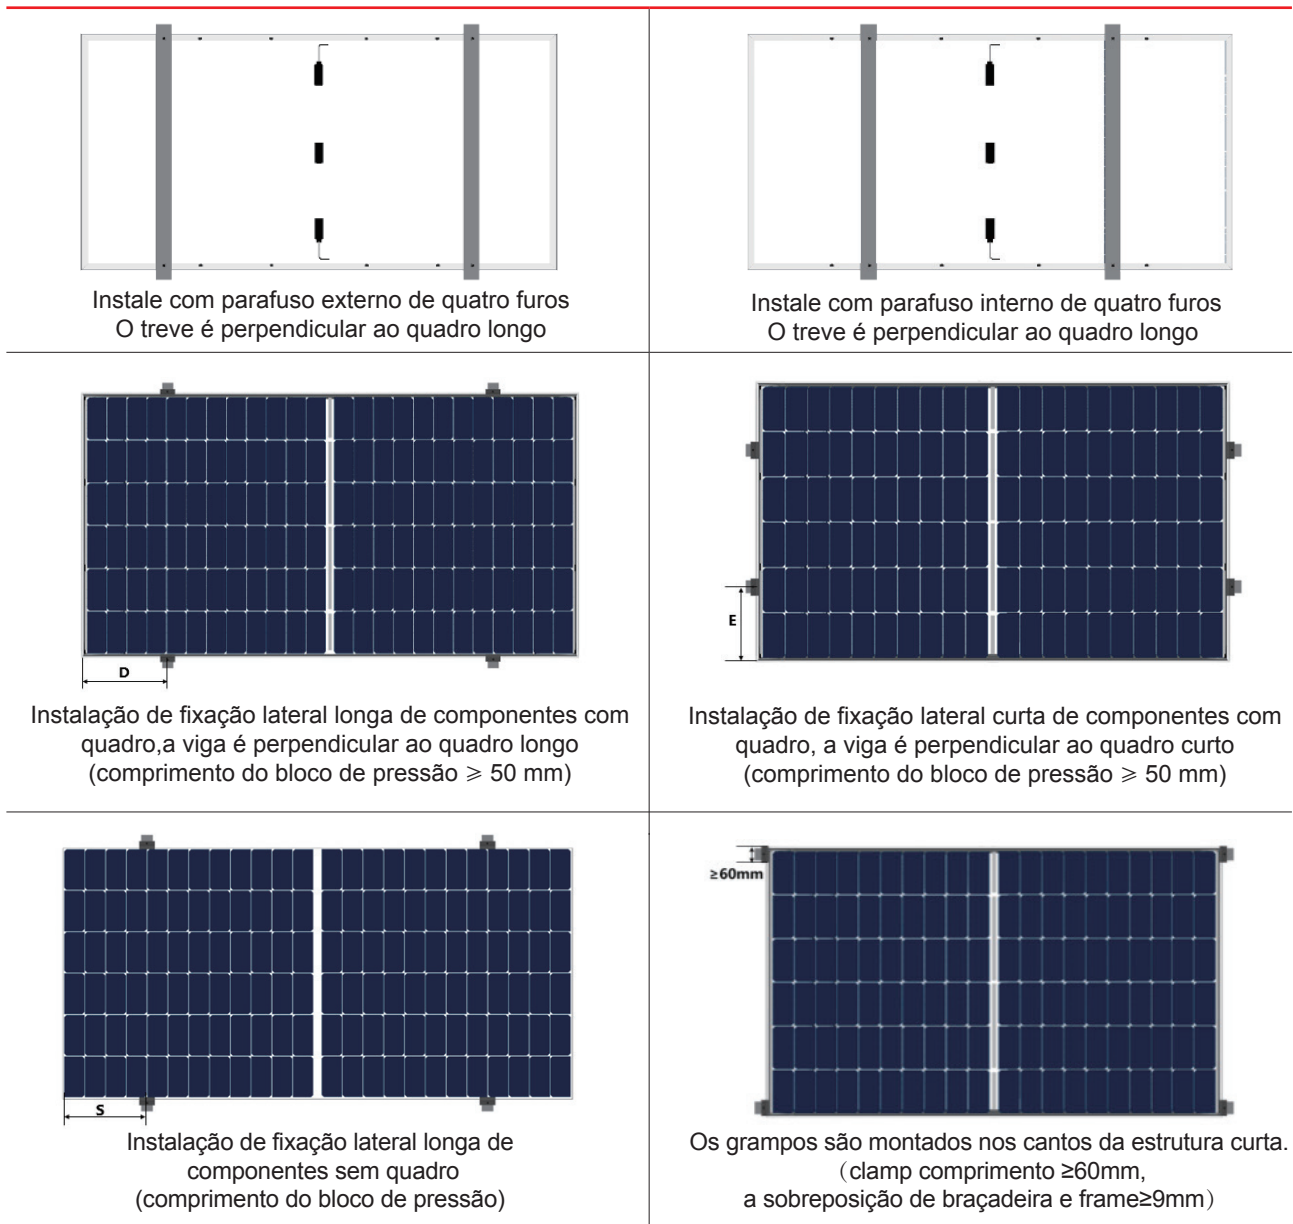 Instale com parafuso externo de quatro furos
O treve é perpendicular ao quadro longo
Instale com parafuso interno de quatro furos
O treve é perpendicular ao quadro longo
D
Instalação de fixação lateral longa de componentes com
quadro,a viga é perpendicular ao quadro longo
(comprimento do bloco de pressão ⩾ 50 mm)
E
Instalação de fixação lateral curta de componentes com
quadro, a viga é perpendicular ao quadro curto
(comprimento do bloco de pressão ⩾ 50 mm)
S
Instalação de fixação lateral longa de
componentes sem quadro
(comprimento do bloco de pressão)
≥60mm
Os grampos são montados nos cantos da estrutura curta.
（clamp comprimento ≥60mm,
a sobreposição de braçadeira e frame≥9mm）